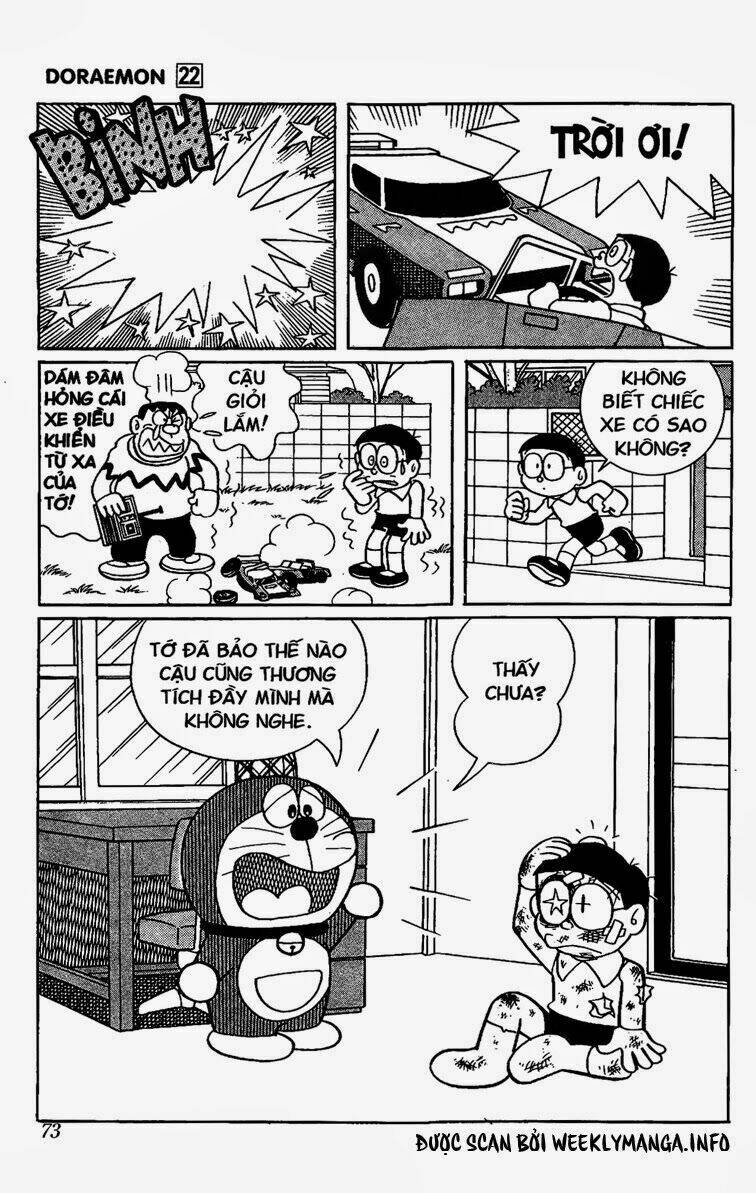 DORAEMON 22
BỊNH
TRỜI ƠI!
DÁM ĐÂM
HỎNG CÁI
XE ĐIỀU
KHIỂN
TỪ XA
CỦA
TỚ!
CẬU
GIỎI
LẮM!
KHÔNG
BIẾT CHIẾC
XE CÓ SAO
KHÔNG?
TỚ ĐÃ BẢO THẾ NÀO
CẬU CŨNG THƯƠNG
TÍCH ĐẦY MÌNH MÀ
KHÔNG NGHE.
THẤY
CHƯA?
73
ĐƯỢC SCAN BỞI WEEKLYMANGA.INFO